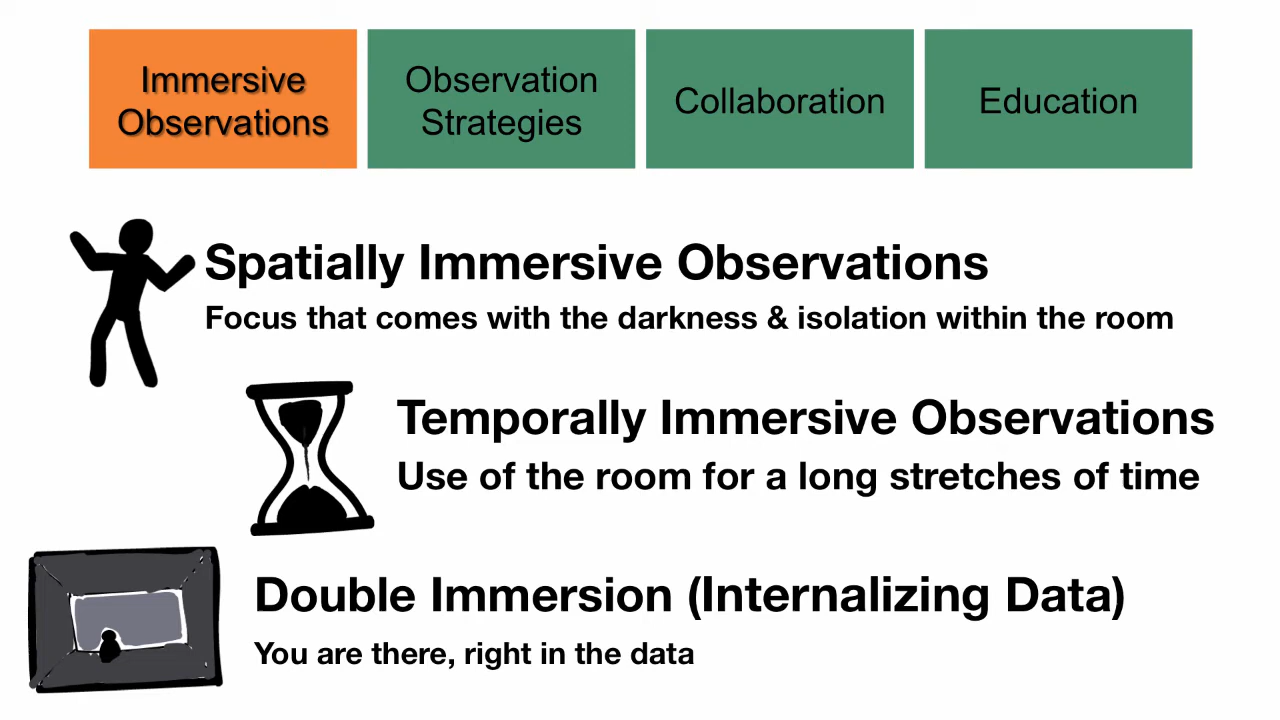 Immersive
Observations
Observation
Strategies
Collaboration
Education
Spatially Immersive Observations
Focus that comes with the darkness & isolation within the room
Temporally Immersive Observations
Use of the room for a long stretches of time
Double Immersion (Internalizing Data)
You are there, right in the data